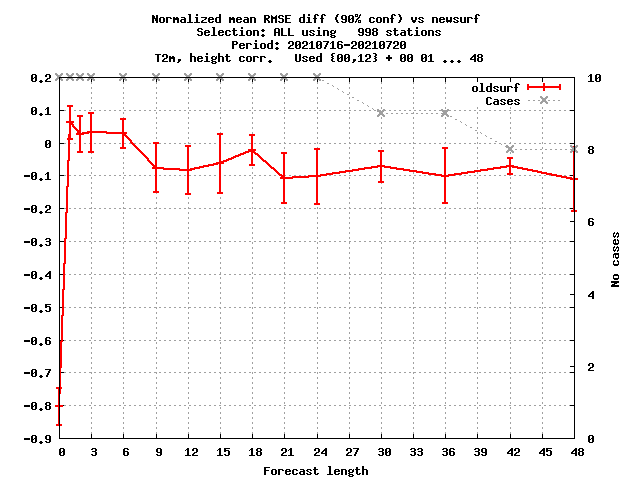 Normalized mean RMSE diff (90% conf) vs newsurf
Selection: ALL using   998 stations
Period: 20210716-20210720
T2m, height corr.   Used {00,12} + 00 01 ... 48
oldsurf
Cases
0.2
0.1
0
-0.1
-0.2
-0.3
-0.4
-0.5
-0.6
-0.7
-0.8
-0.9
10
8
6
4
2
0
No cases
0 3 6 9 12 15 18 21 24 27 30 33 36 39 42 45 48
Forecast length